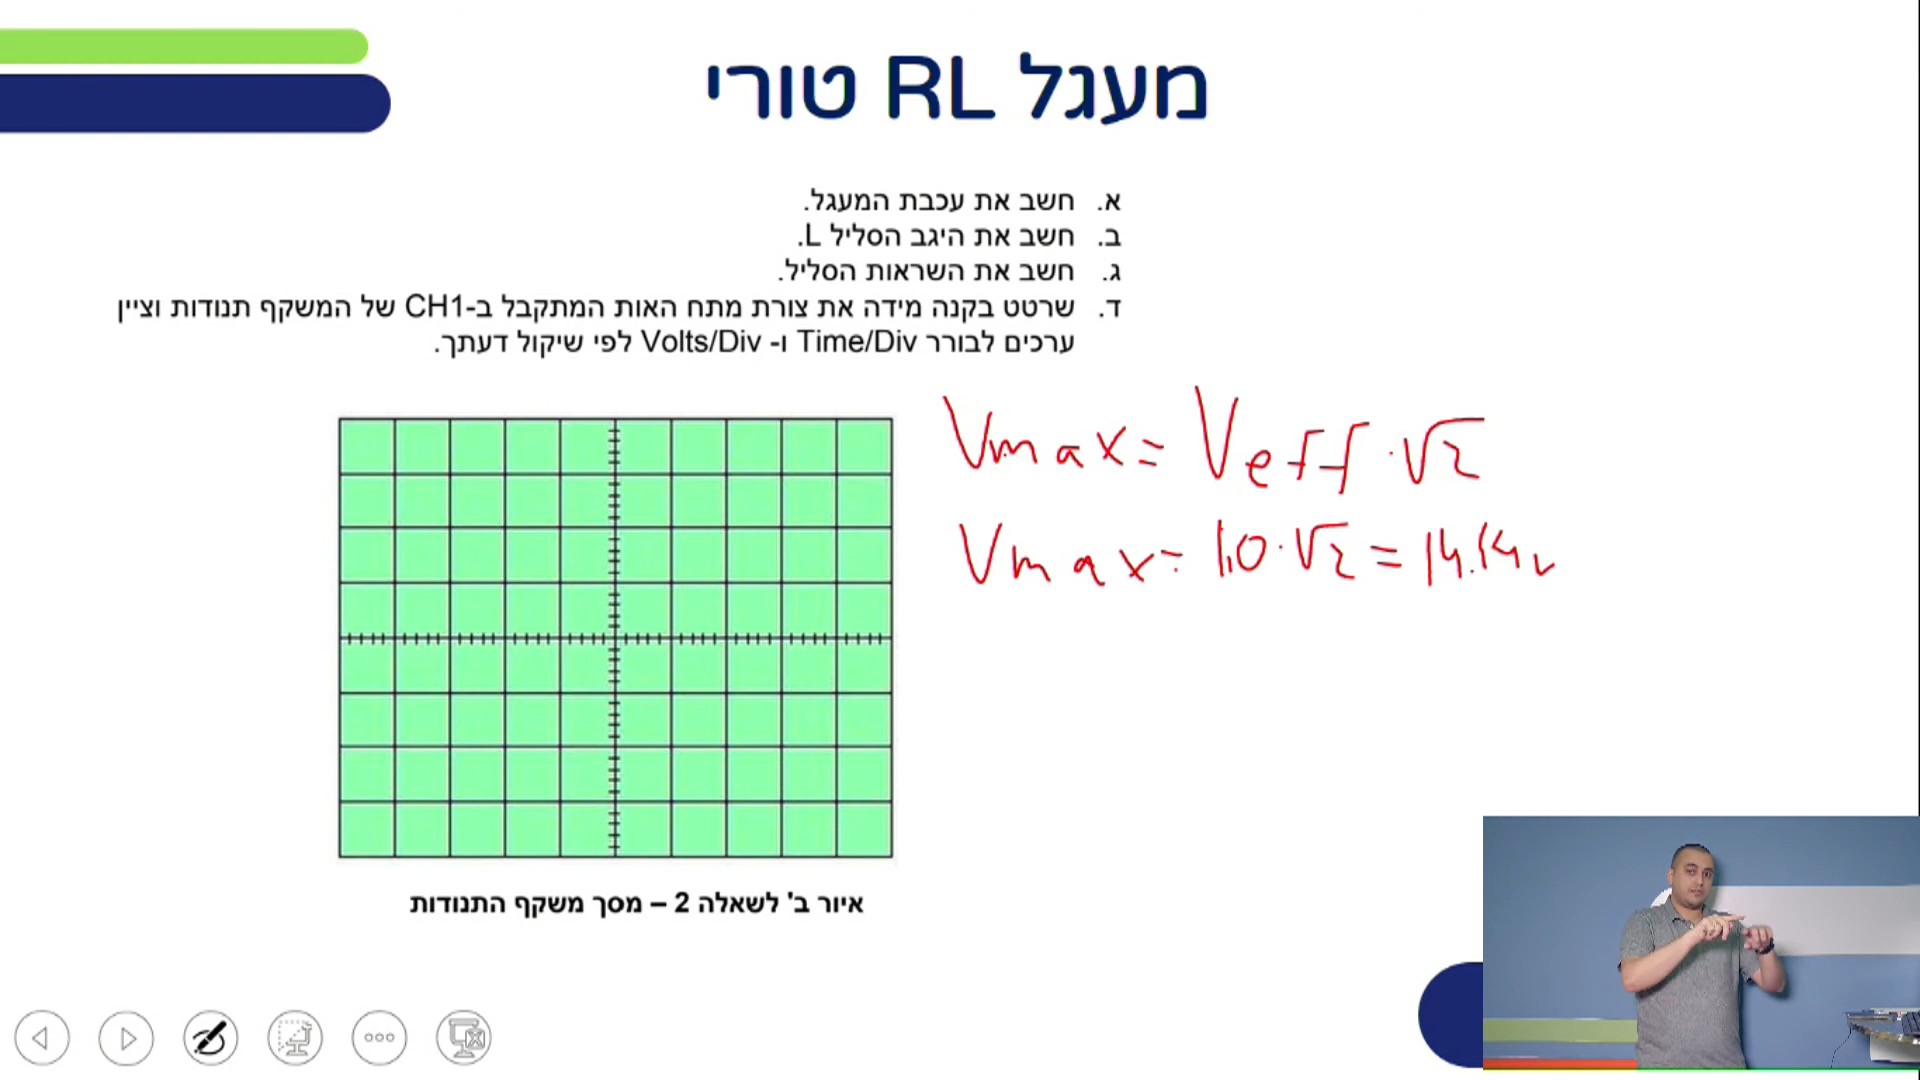 מעגל RL טורי
א. חשב את עכבת המעגל.
ב. חשב את היגב הסליל L.
ג. חשב את השראות הסליל.
ד. שרטט בקנה מידה את צורת מתח האות המתקבל ב-CH1 של המשקף תנודות וציין
ערכים לבורר Time/Div ו- Volts/Div לפי שיקול דעתך.
Vmax = Veff · √2
Vmax = 10 · √2 = 14.14v
איור ב' לשאלה 2 – מסך משקף התנודות